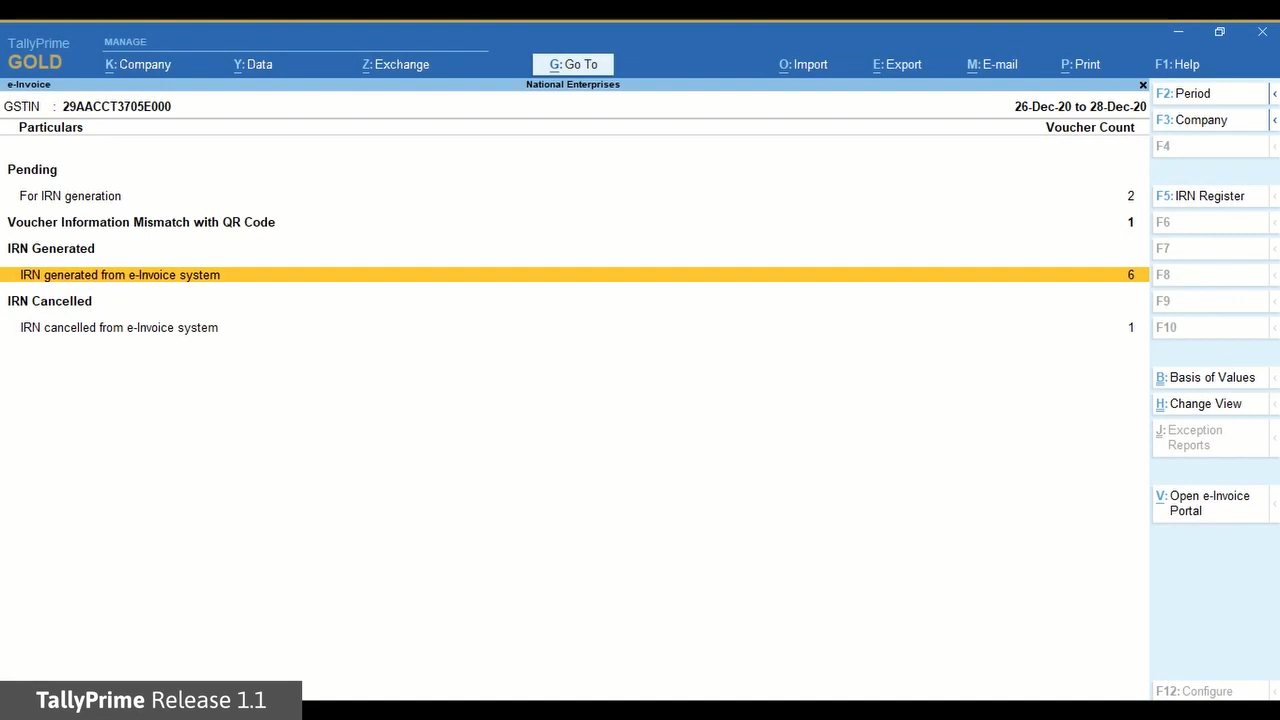 TallyPrime
GOLD
MANAGE
K: Company
Y: Data
Z: Exchange
G: Go To
O: Import
E: Export
M: E-mail
P: Print
F1: Help
e-Invoice
National Enterprises
GSTIN : 29AACCT3705E000
26-Dec-20 to 28-Dec-20
Particulars
Voucher Count
Pending
For IRN generation 2
Voucher Information Mismatch with QR Code 1
IRN Generated
IRN generated from e-Invoice system 6
IRN Cancelled
IRN cancelled from e-Invoice system 1
F2: Period
F3: Company
F4
F5: IRN Register
F6
F7
F8
F9
F10
B: Basis of Values
H: Change View
J: Exception
Reports
V: Open e-Invoice
Portal
F12: Configure
TallyPrime Release 1.1